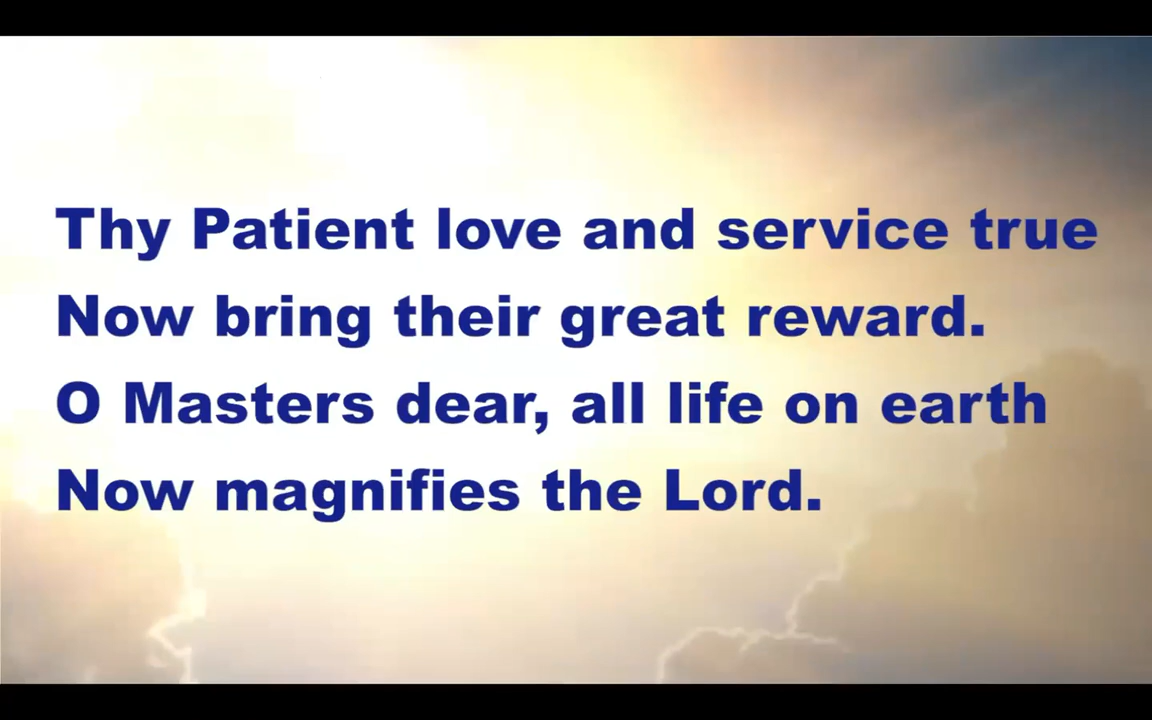 Thy Patient love and service true
Now bring their great reward.
O Masters dear, all life on earth
Now magnifies the Lord.